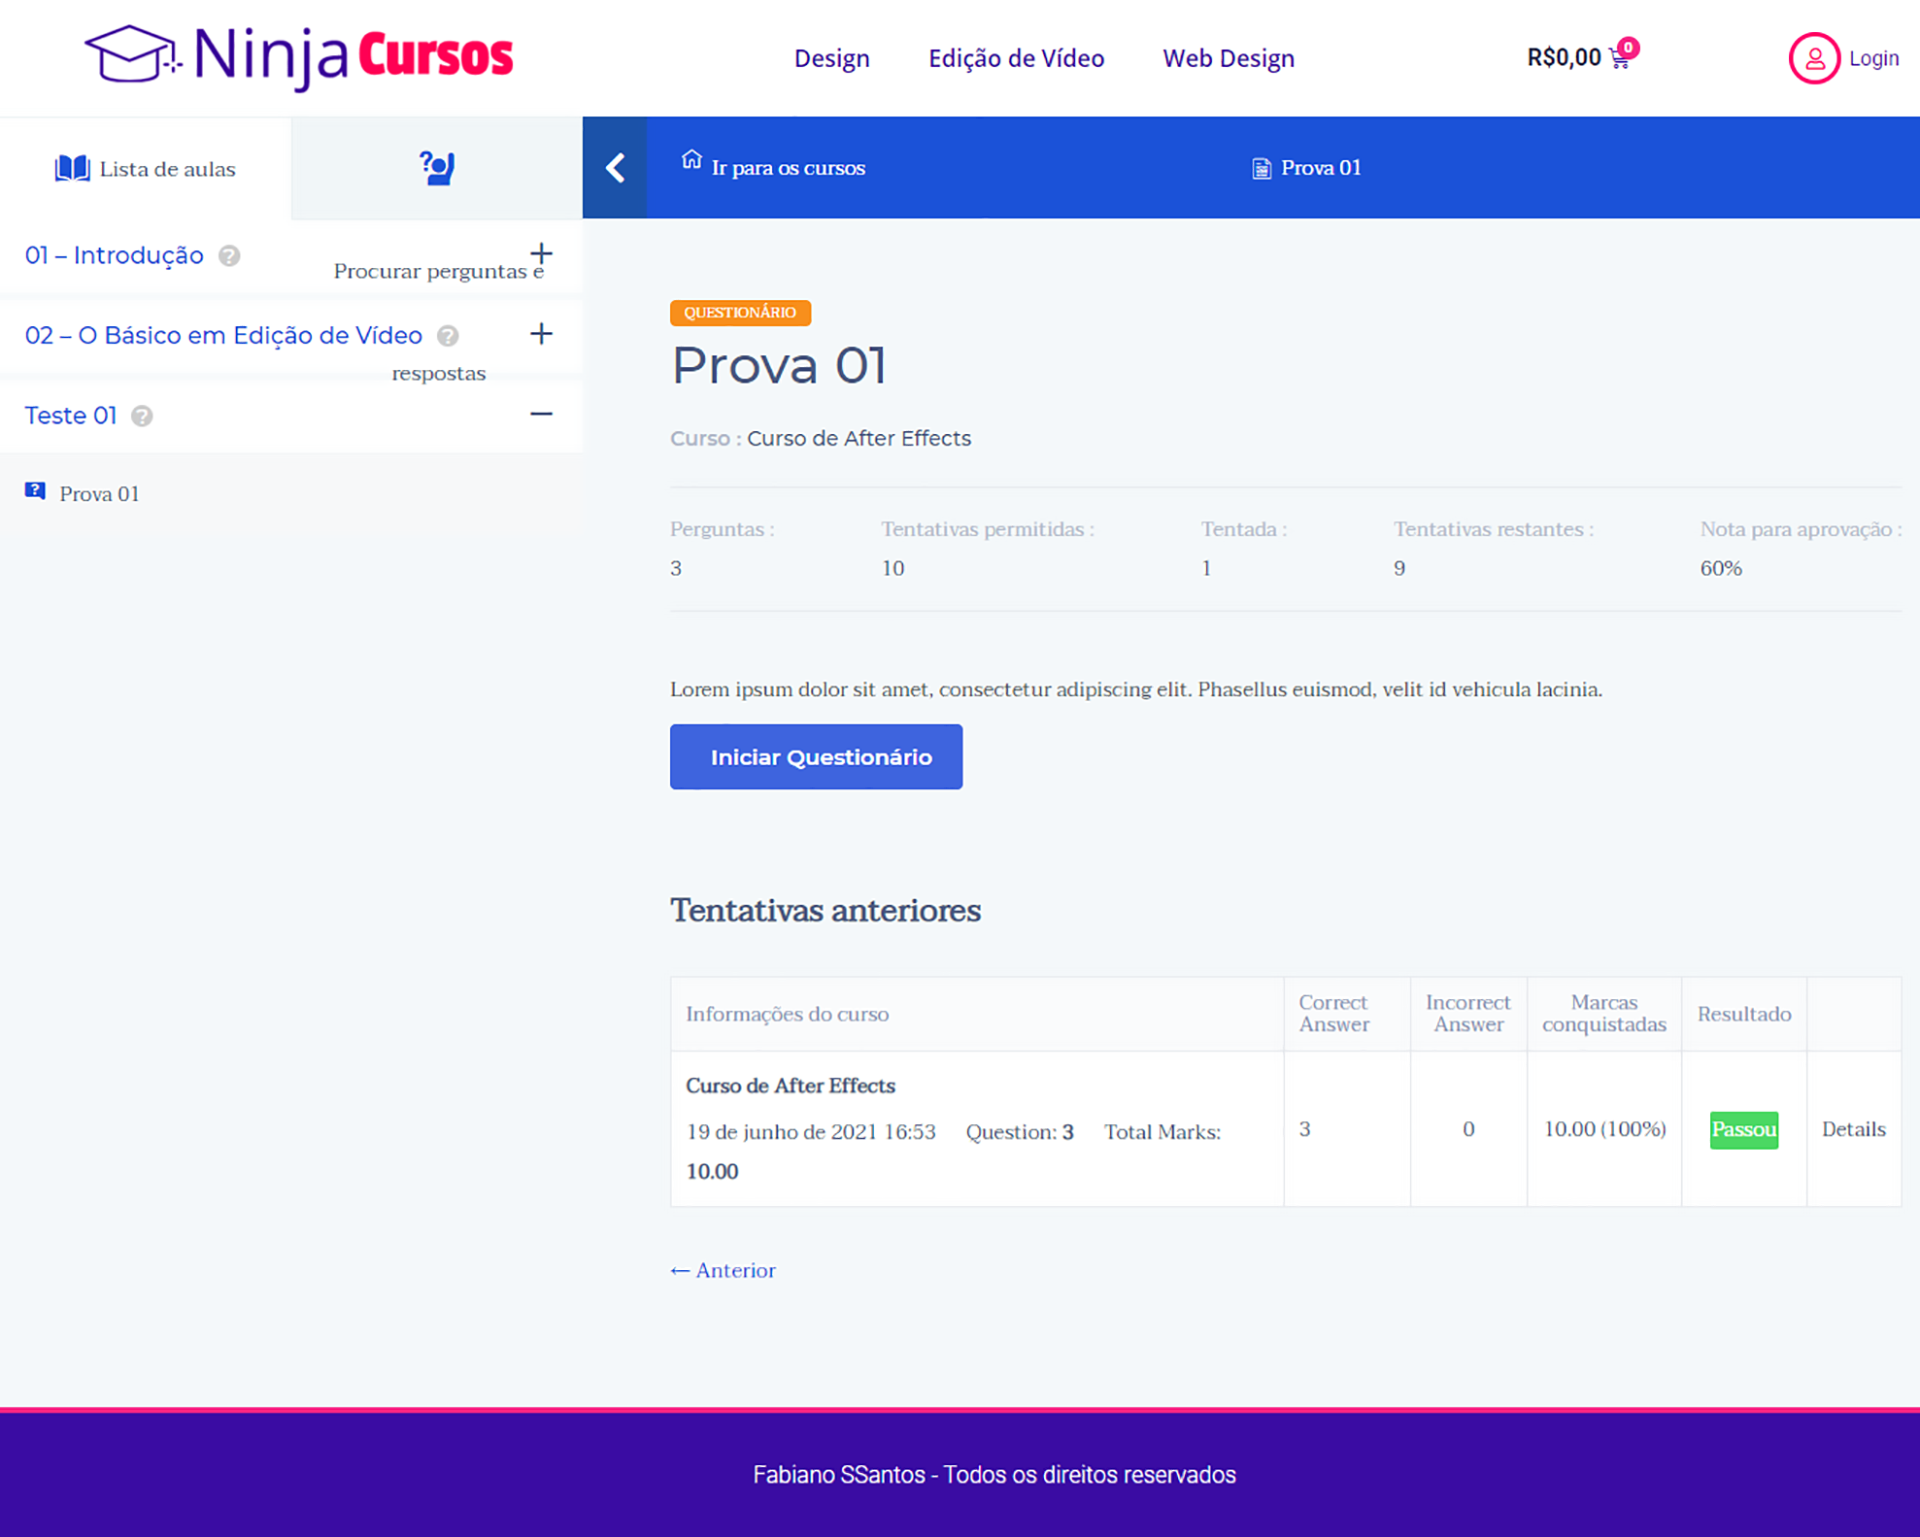 Ninja Cursos
Design
Edição de Vídeo
Web Design
R$0,00
0
Login
Lista de aulas
Ir para os cursos
Prova 01
01 – Introdução
Procurar perguntas e
02 – O Básico em Edição de Vídeo
respostas
Teste 01
Prova 01
QUESTIONÁRIO
Prova 01
Curso : Curso de After Effects
Perguntas :
3
Tentativas permitidas :
10
Tentada :
1
Tentativas restantes :
9
Nota para aprovação :
60%
Lorem ipsum dolor sit amet, consectetur adipiscing elit. Phasellus euismod, velit id vehicula lacinia.
Iniciar Questionário
Tentativas anteriores
Informações do curso
Correct
Answer
Incorrect
Answer
Marcas
conquistadas
Resultado
Curso de After Effects
19 de junho de 2021 16:53 Question: 3 Total Marks:
10.00
3
0
10.00 (100%)
Passou
Details
← Anterior
Fabiano SSantos - Todos os direitos reservados